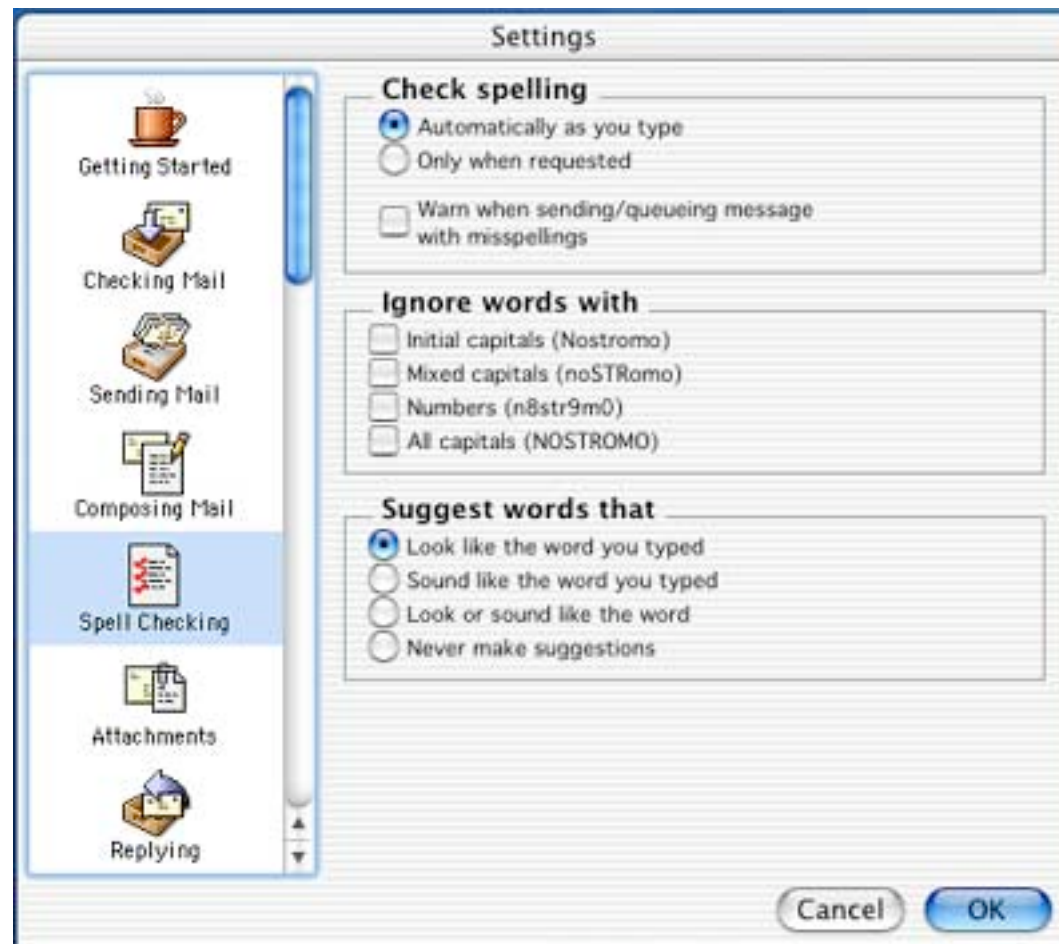 Settings
Getting Started
Checking Mail
Sending Mail
Composing Mail
Spell Checking
Attachments
Replying
Check spelling
Automatically as you type
Only when requested
Warn when sending/queueing message
with misspellings
Ignore words with
Initial capitals (Nostromo)
Mixed capitals (noSTRomo)
Numbers (n8str9m0)
All capitals (NOSTROMO)
Suggest words that
Look like the word you typed
Sound like the word you typed
Look or sound like the word
Never make suggestions
Cancel
OK